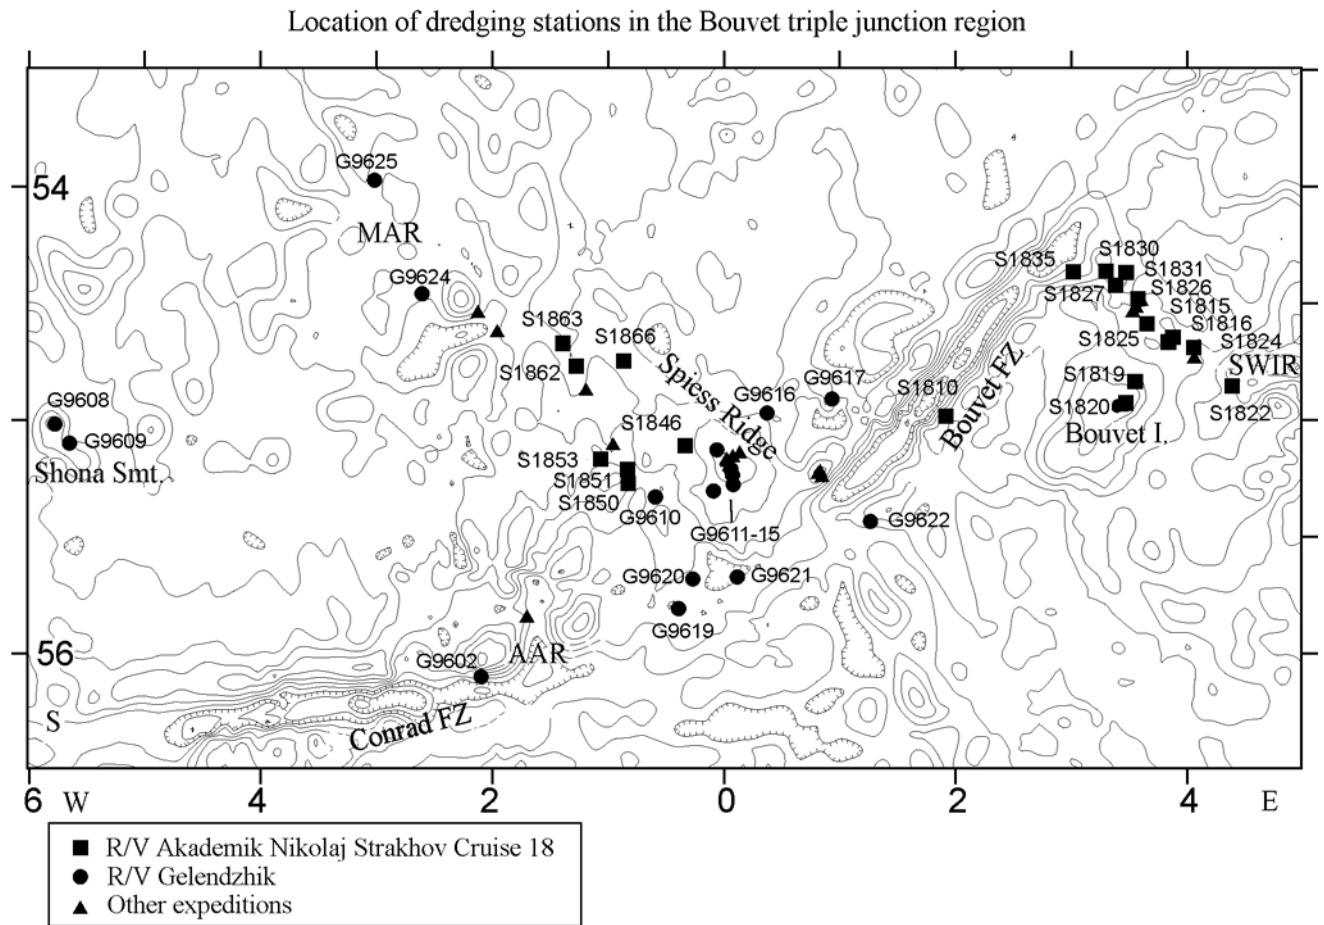 Location of dredging stations in the Bouvet triple junction region
G9625
54
MAR
S1830
S1835
S1831
G9624
S1827
S1826
S1815
S1863
S1866
S1816
S1825
S1824
SWIR
S1862
Spiess Ridge
G9617
S1819
G9616
S1810
Bouvet FZ
G9608
S1820
S1822
S1846
Bouvet I.
G9609
S1853
Shona Smt.
S1851
S1850
G9610
G9622
G9611-15
G9620
G9621
G9619
56
AAR
G9602
S
Conrad FZ
6 W 4 2 0 2 4 E
R/V Akademik Nikolaj Strakhov Cruise 18
R/V Gelendzhik
Other expeditions